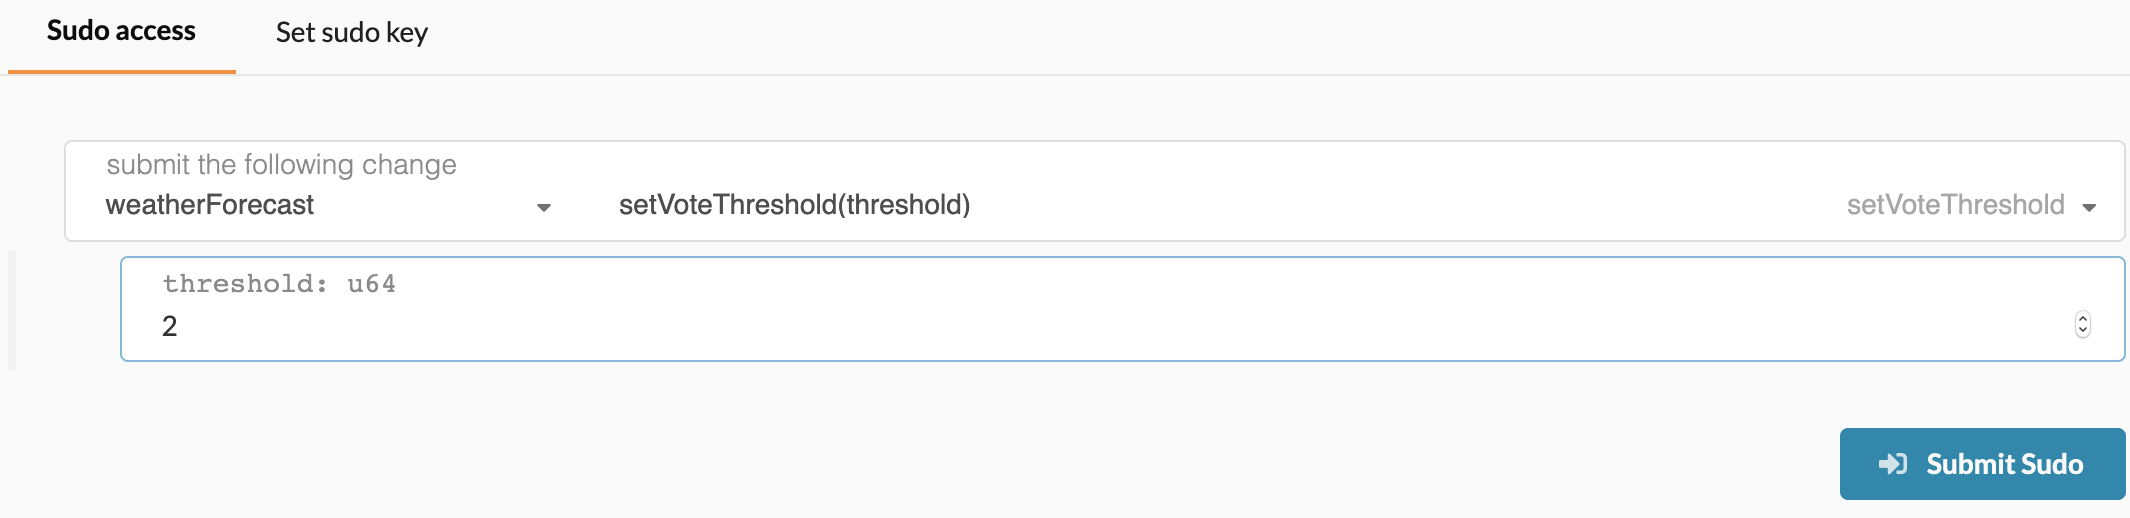 Sudo access Set sudo key
submit the following change
weatherForecast setVoteThreshold(threshold) setVoteThreshold
threshold: u64
2
Submit Sudo